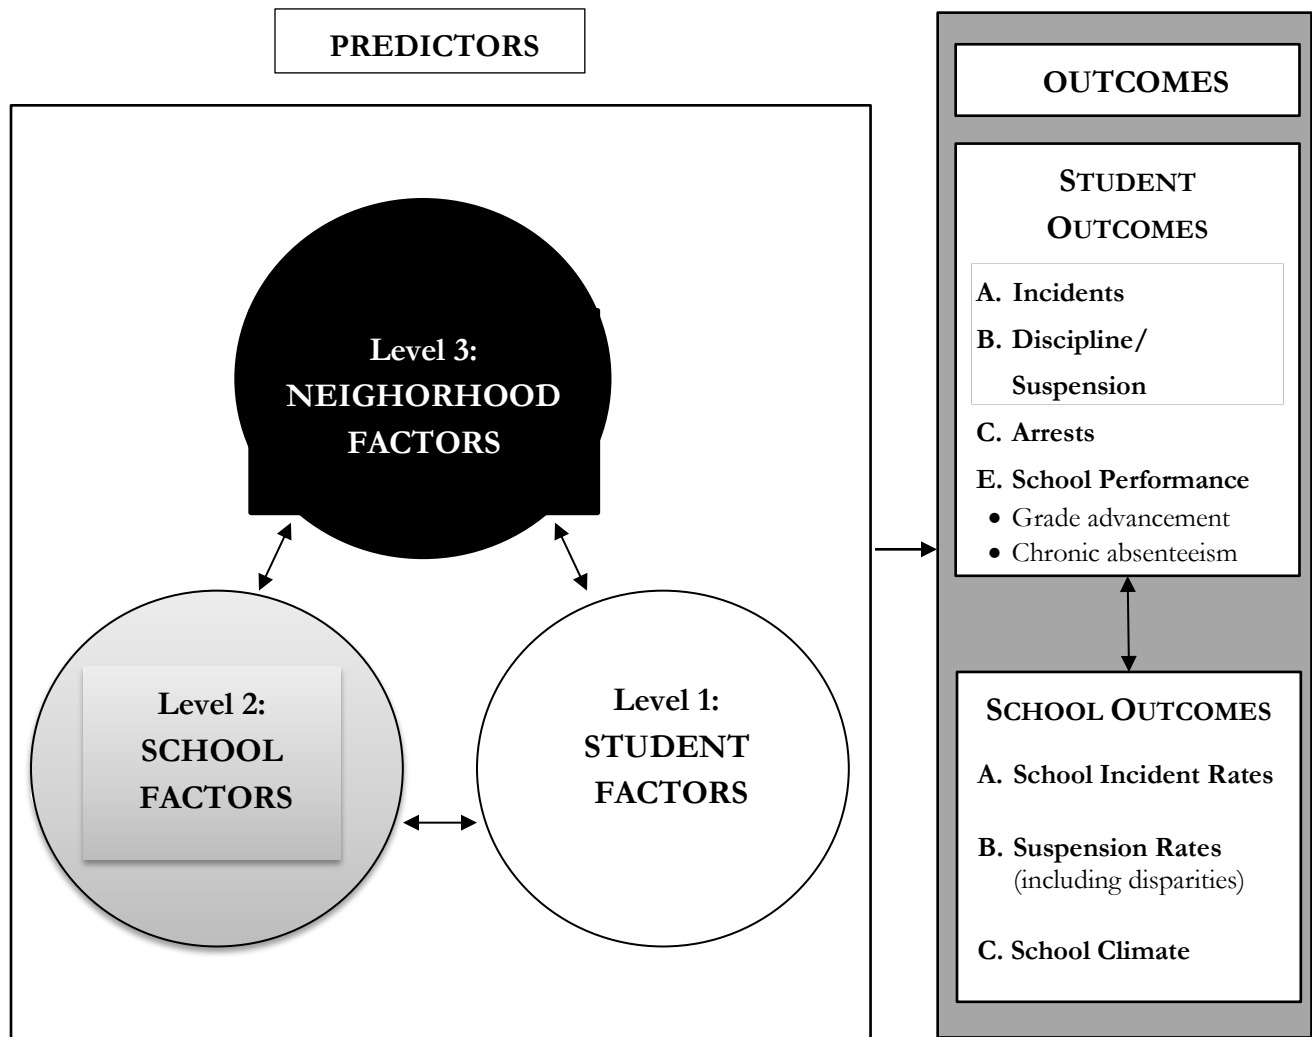 PREDICTORS
Level 3:
NEIGHORHOOD
FACTORS
Level 2:
SCHOOL
FACTORS
Level 1:
STUDENT
FACTORS
OUTCOMES
STUDENT
OUTCOMES
A. Incidents
B. Discipline/
Suspension
C. Arrests
E. School Performance
• Grade advancement
• Chronic absenteeism
SCHOOL OUTCOMES
A. School Incident Rates
B. Suspension Rates
(including disparities)
C. School Climate